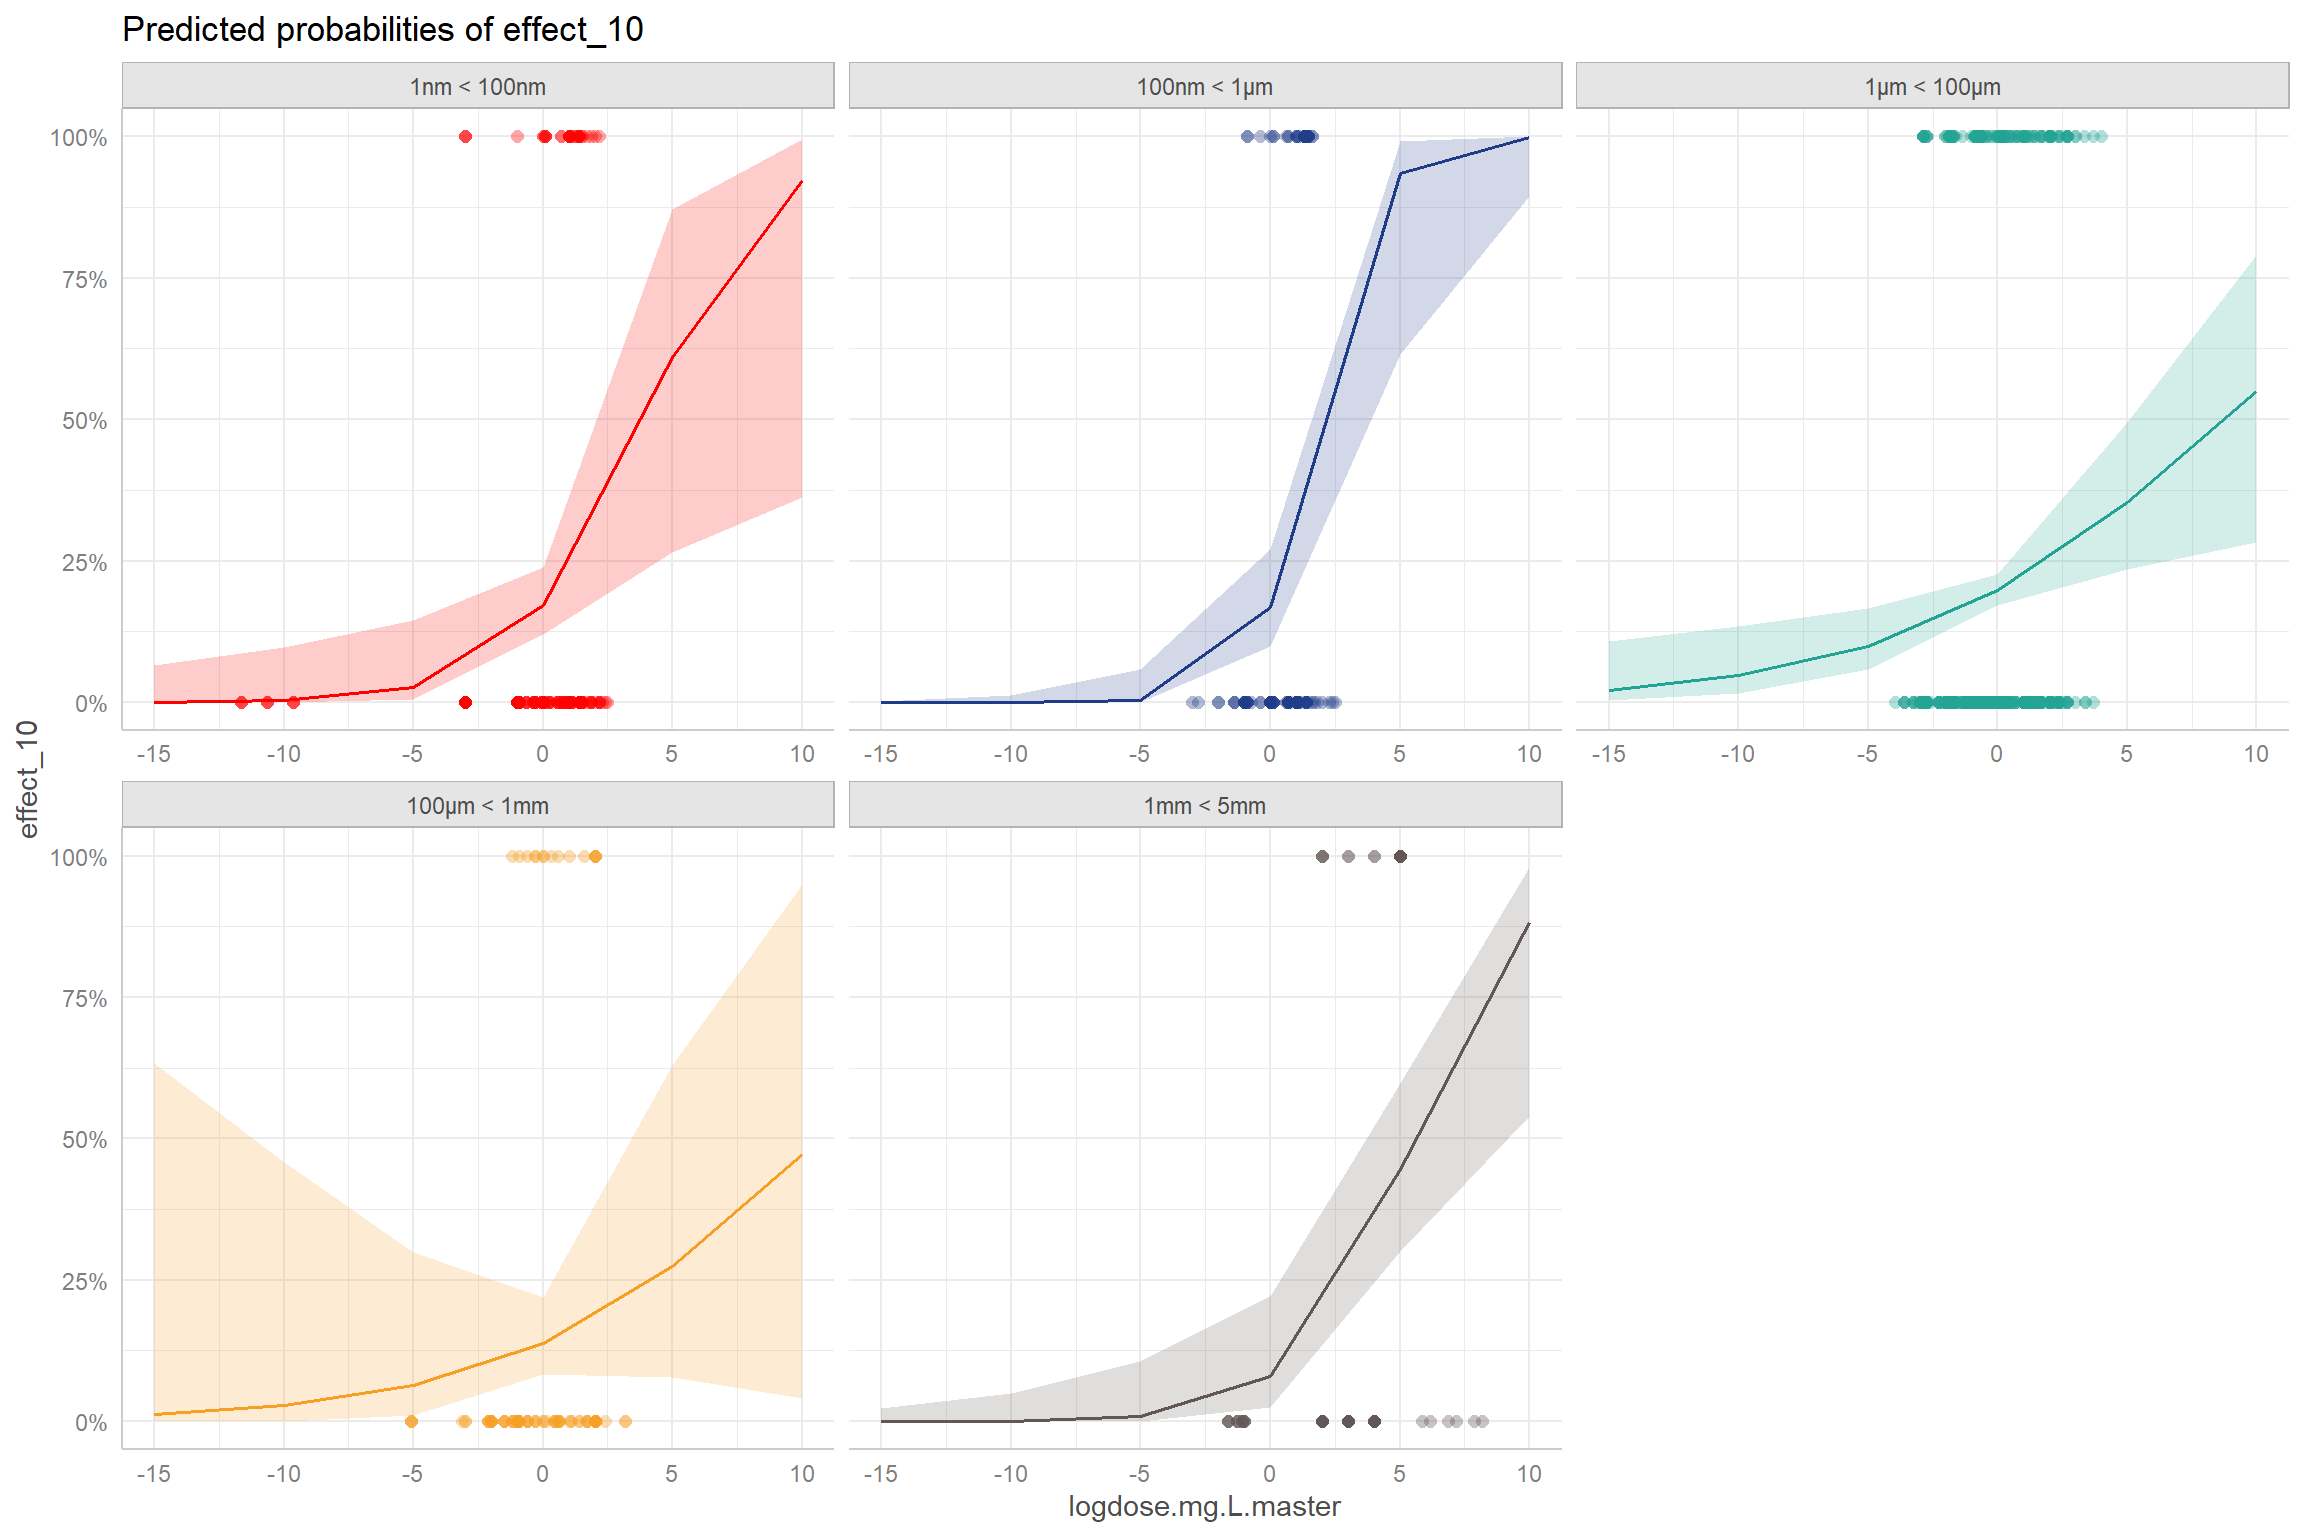 Predicted probabilities of effect_10
1nm < 100nm
100nm < 1µm
1µm < 100µm
100%
75%
50%
25%
0%
-15 -10 -5 0 5 10
-15 -10 -5 0 5 10
-15 -10 -5 0 5 10
effect_10
100µm < 1mm
1mm < 5mm
100%
75%
50%
25%
0%
-15 -10 -5 0 5 10
-15 -10 -5 0 5 10
logdose.mg.L.master